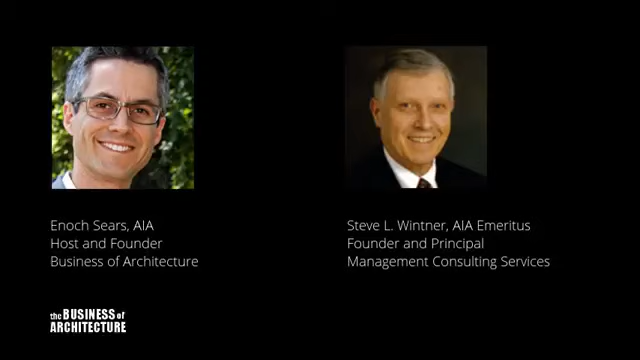 Enoch Sears, AIA
Host and Founder
Business of Architecture
Steve L. Wintner, AIA Emeritus
Founder and Principal
Management Consulting Services
the BUSINESS of
ARCHITECTURE